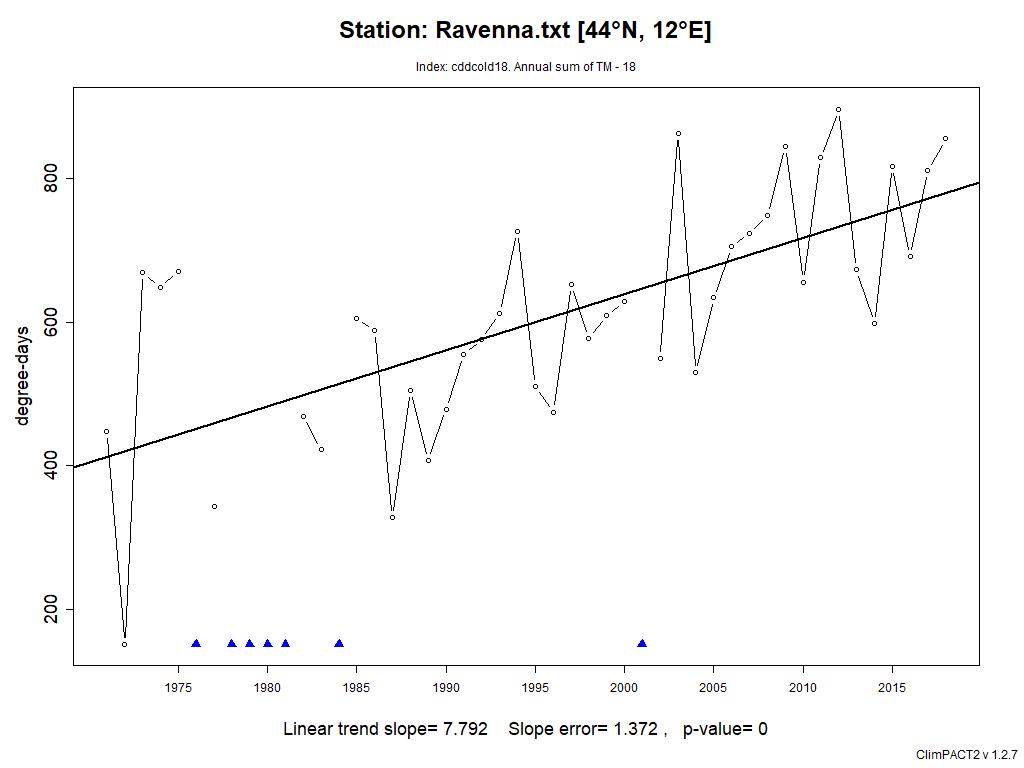 Station: Ravenna.txt [44°N, 12°E]
Index: cddcold18. Annual sum of TM - 18
degree-days
800
600
400
200
1975 1980 1985 1990 1995 2000 2005 2010 2015
Linear trend slope= 7.792 Slope error= 1.372 , p-value= 0
ClimPACT2 v 1.2.7